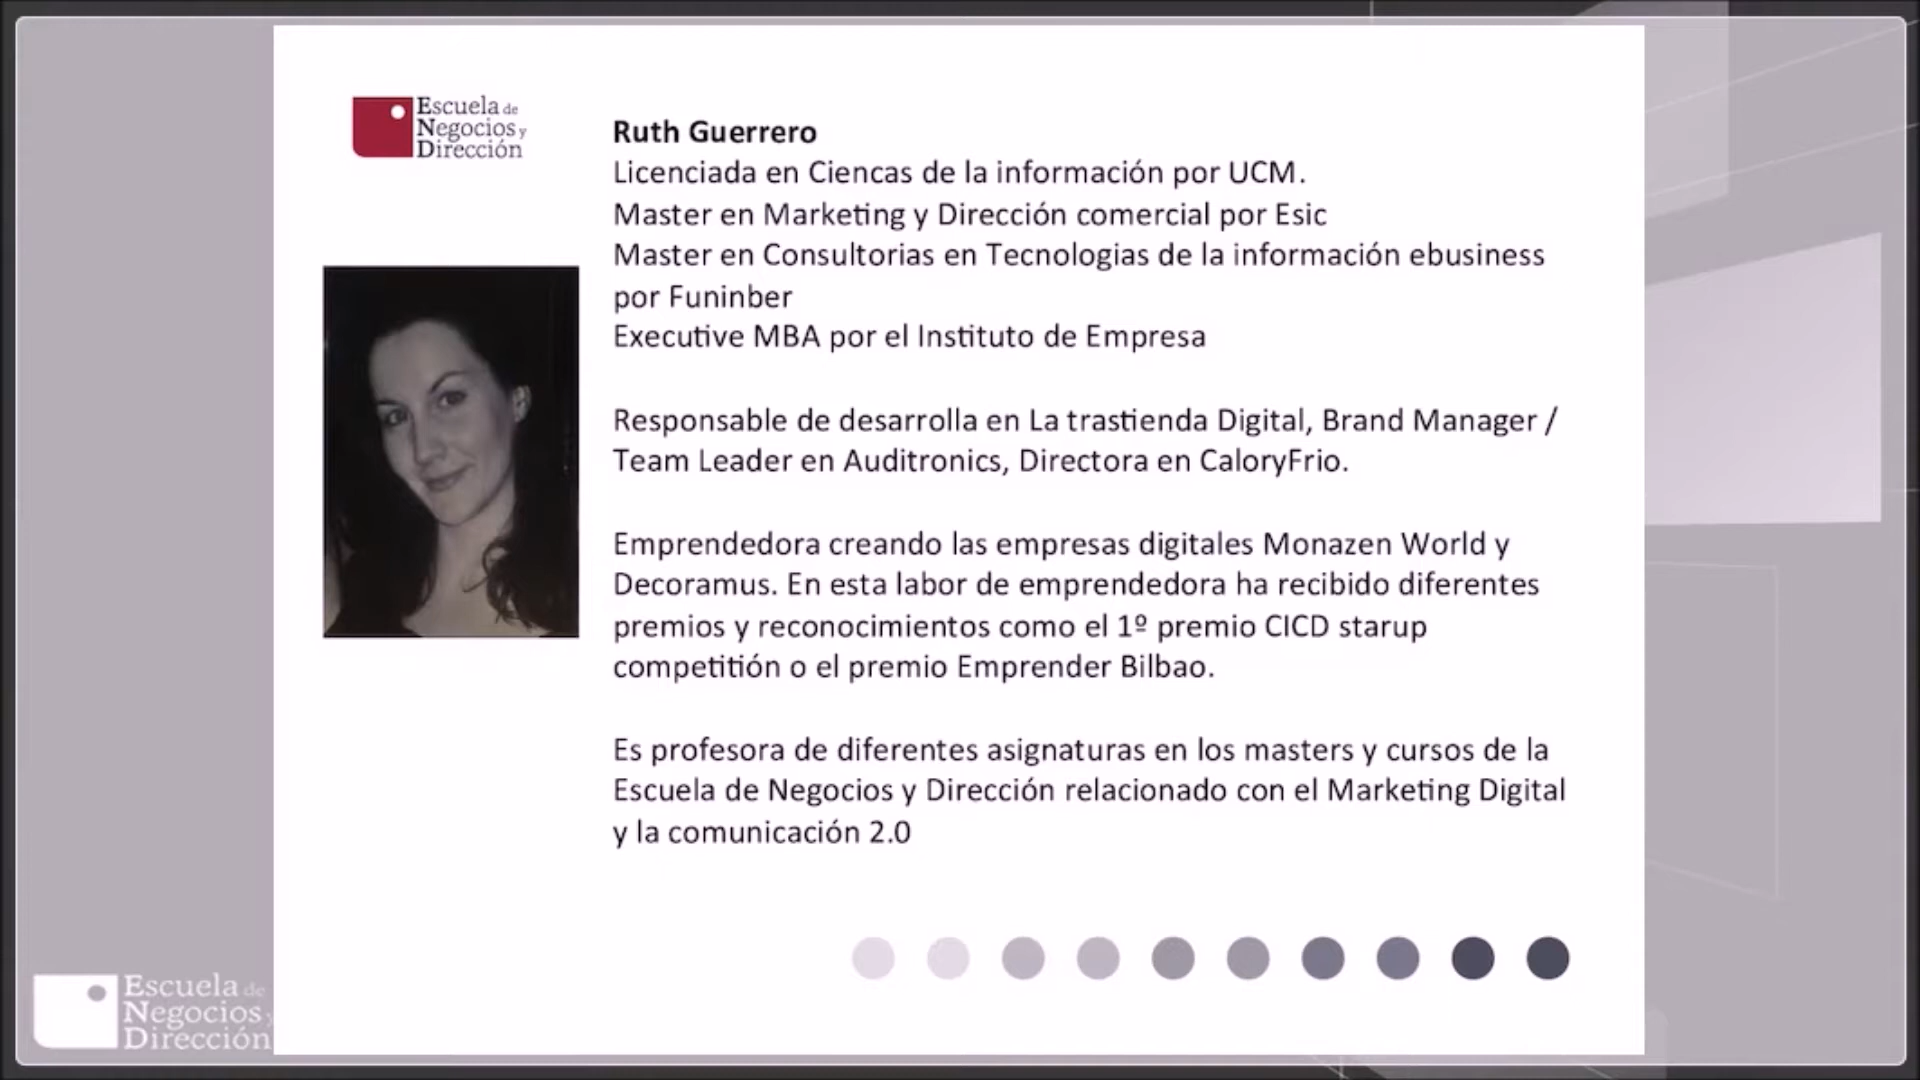 Escuela de
Negocios y
Dirección
Ruth Guerrero
Licenciada en Ciencas de la información por UCM.
Master en Marketing y Dirección comercial por Esic
Master en Consultorias en Tecnologias de la información ebusiness
por Funinber
Executive MBA por el Instituto de Empresa
Responsable de desarrolla en La trastienda Digital, Brand Manager /
Team Leader en Auditronics, Directora en CaloryFrio.
Emprendedora creando las empresas digitales Monazen World y
Decoramus. En esta labor de emprendedora ha recibido diferentes
premios y reconocimientos como el 1º premio CICD starup
competitión o el premio Emprender Bilbao.
Es profesora de diferentes asignaturas en los masters y cursos de la
Escuela de Negocios y Dirección relacionado con el Marketing Digital
y la comunicación 2.0
Escuela de
Negocios y
Dirección